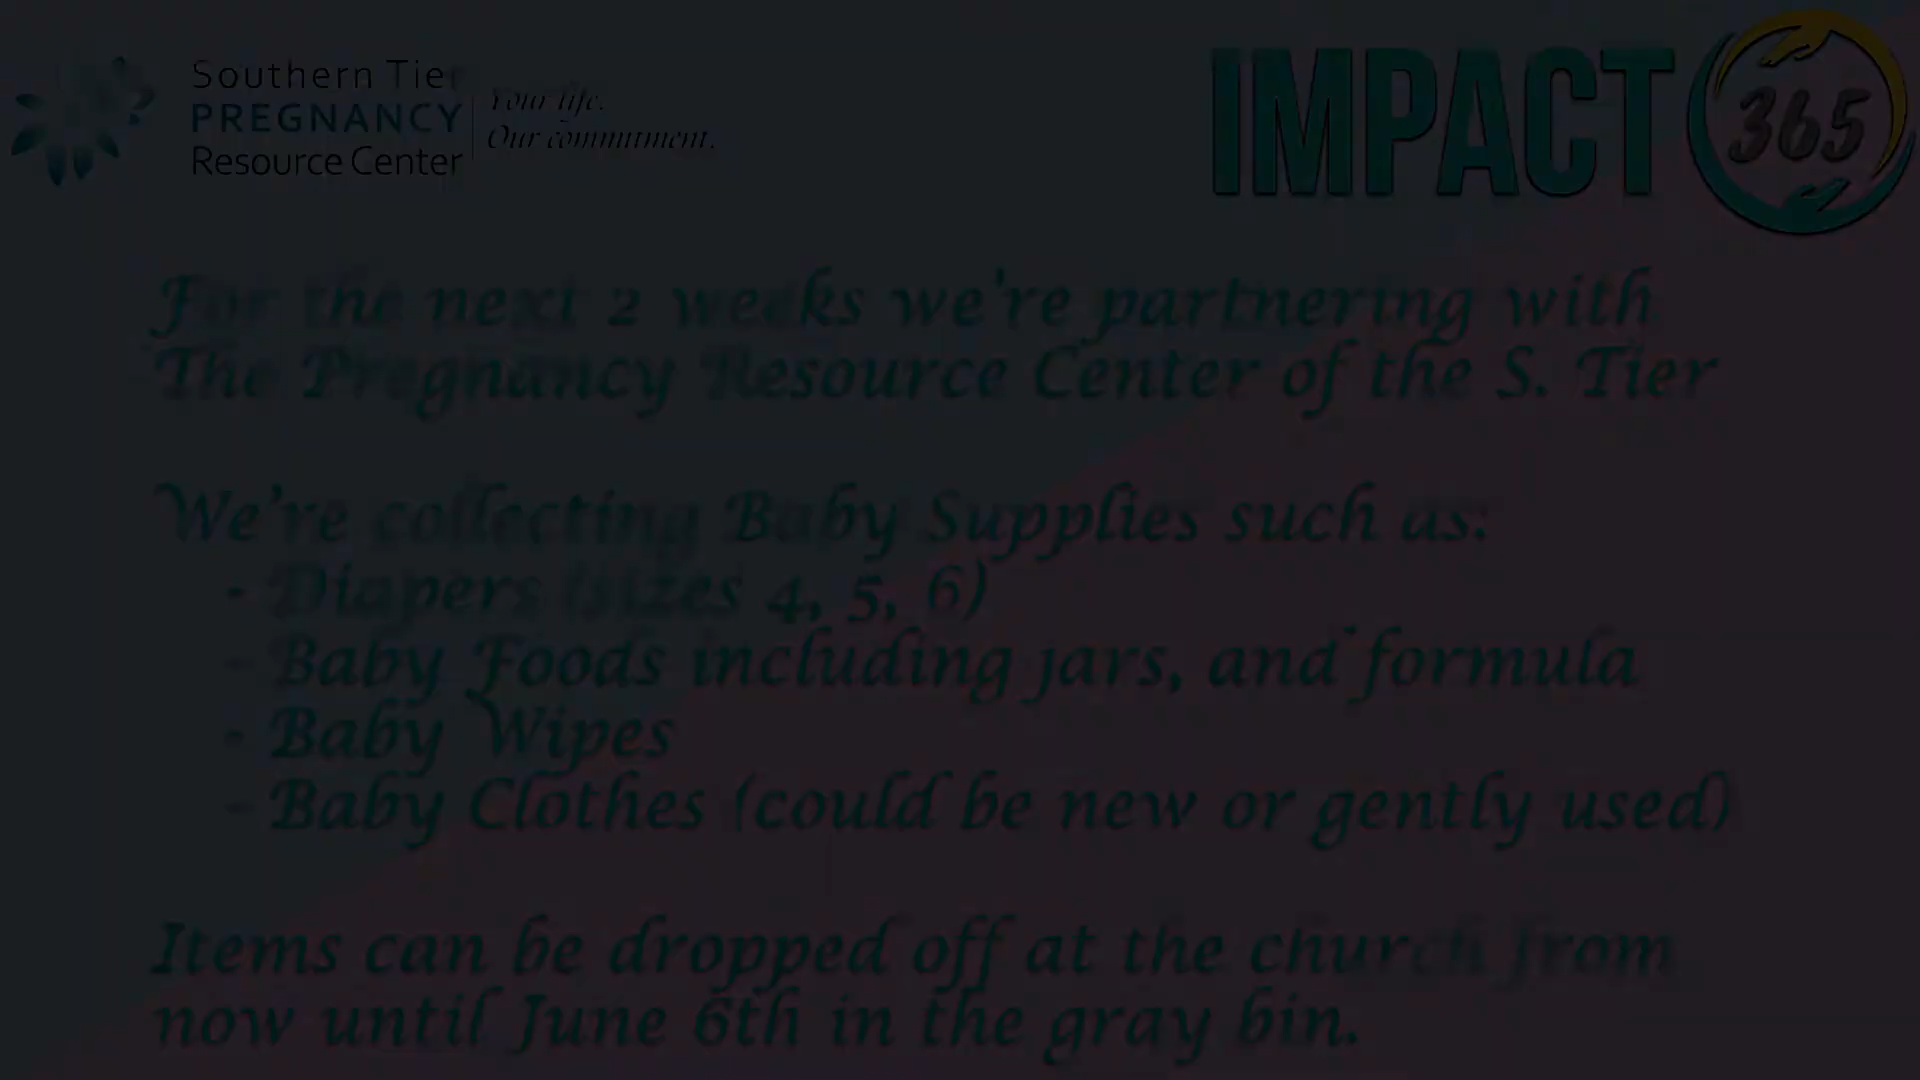 Southern Tier
PREGNANCY
Resource Center
Your life.
Our commitment.
IMPACT
365
For the next 2 weeks we're partnering with
The Pregnancy Resource Center of the S. Tier
We're collecting Baby Supplies such as:
- Diapers (sizes 4, 5, 6)
- Baby Foods including jars, and formula
- Baby Wipes
- Baby Clothes (could be new or gently used)
Items can be dropped off at the church from
now until June 6th in the gray bin.